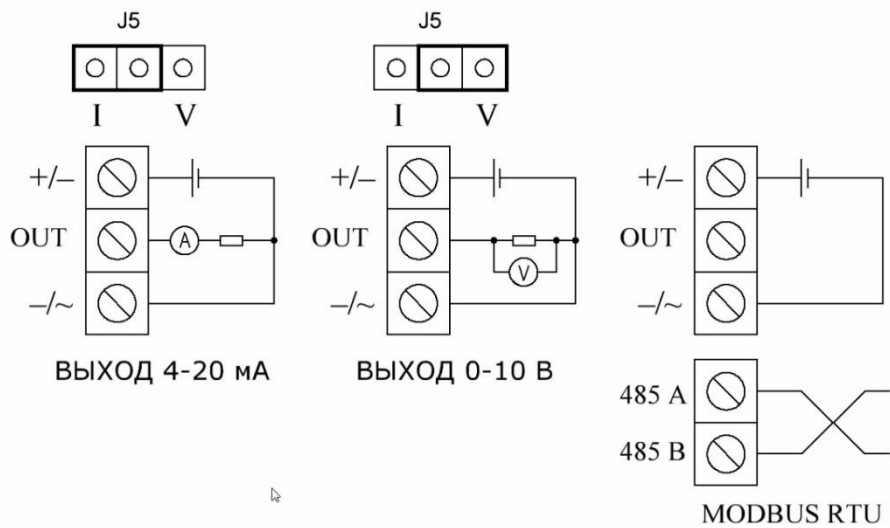 J5
I V
+/–
OUT
–/~
A
ВЫХОД 4-20 мА
J5
I V
+/–
OUT
–/~
V
ВЫХОД 0-10 В
+/–
OUT
–/~
485 A
485 B
MODBUS RTU